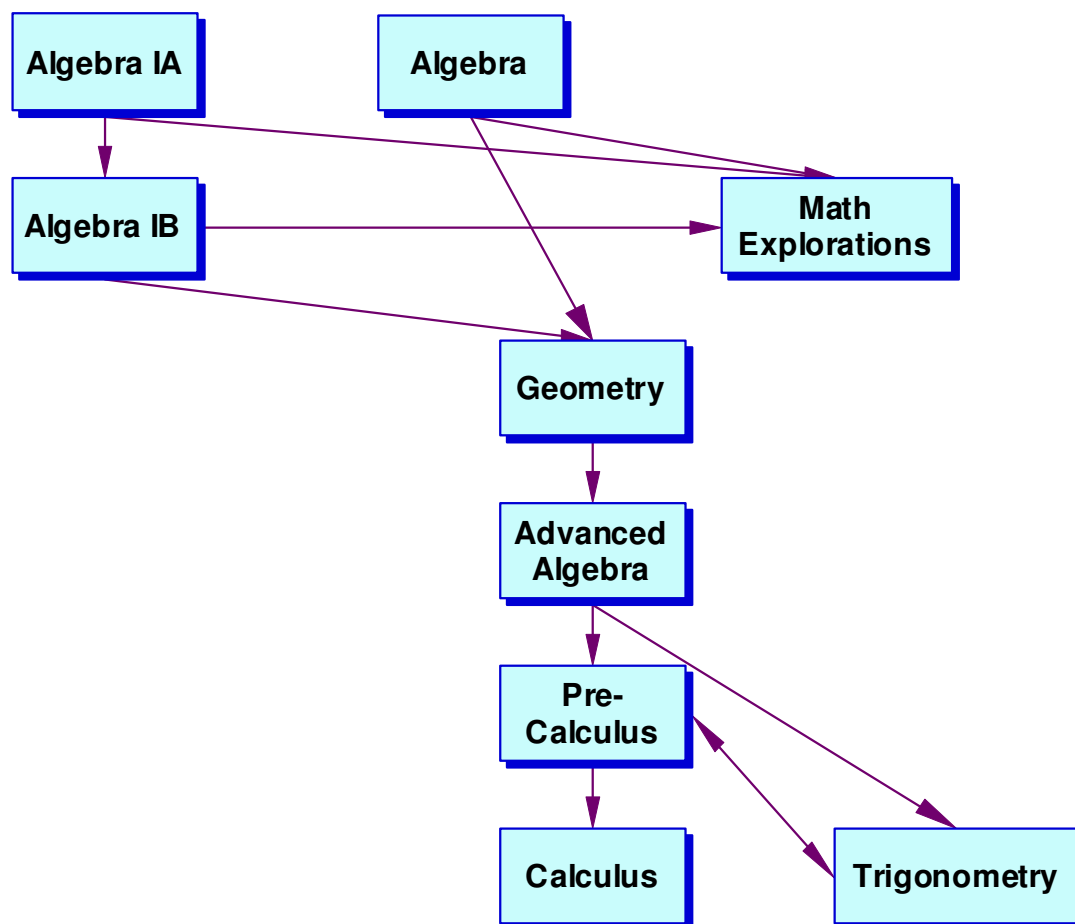 Algebra IA
Algebra
Algebra IB
Math
Explorations
Geometry
Advanced
Algebra
Pre-
Calculus
Calculus
Trigonometry